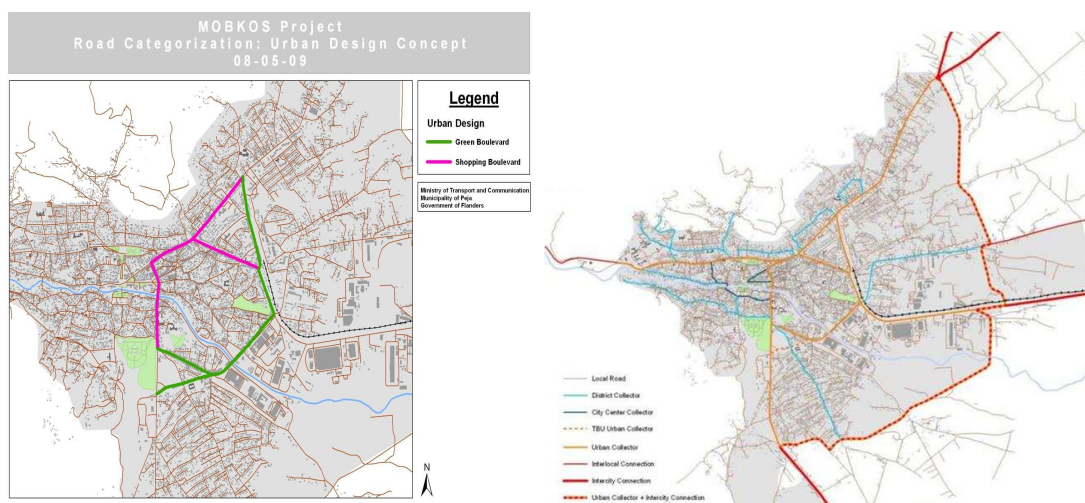 MOBKOS Project
Road Categorization: Urban Design Concept
08-05-09
Legend
Urban Design
Green Boulevard
Shopping Boulevard
Ministry of Transport and Communication
Municipality of Peja
Government of Flanders
N
Local Road
District Collector
City Center Collector
TBU Urban Collector
Urban Collector
Interlocal Connection
Intercity Connection
Urban Collector + Intercity Connection